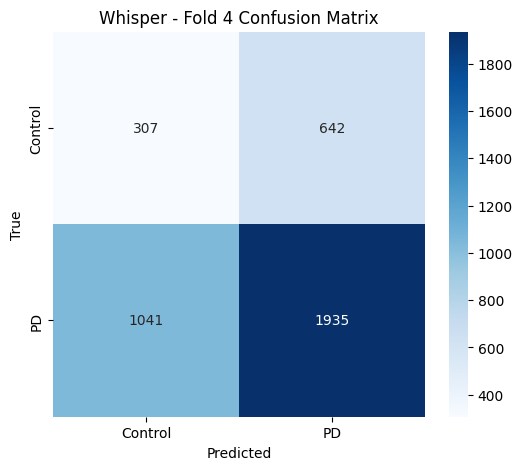 Whisper - Fold 4 Confusion Matrix
Control
307
642
PD
1041
1935
True
Control
PD
Predicted
1800
1600
1400
1200
1000
800
600
400